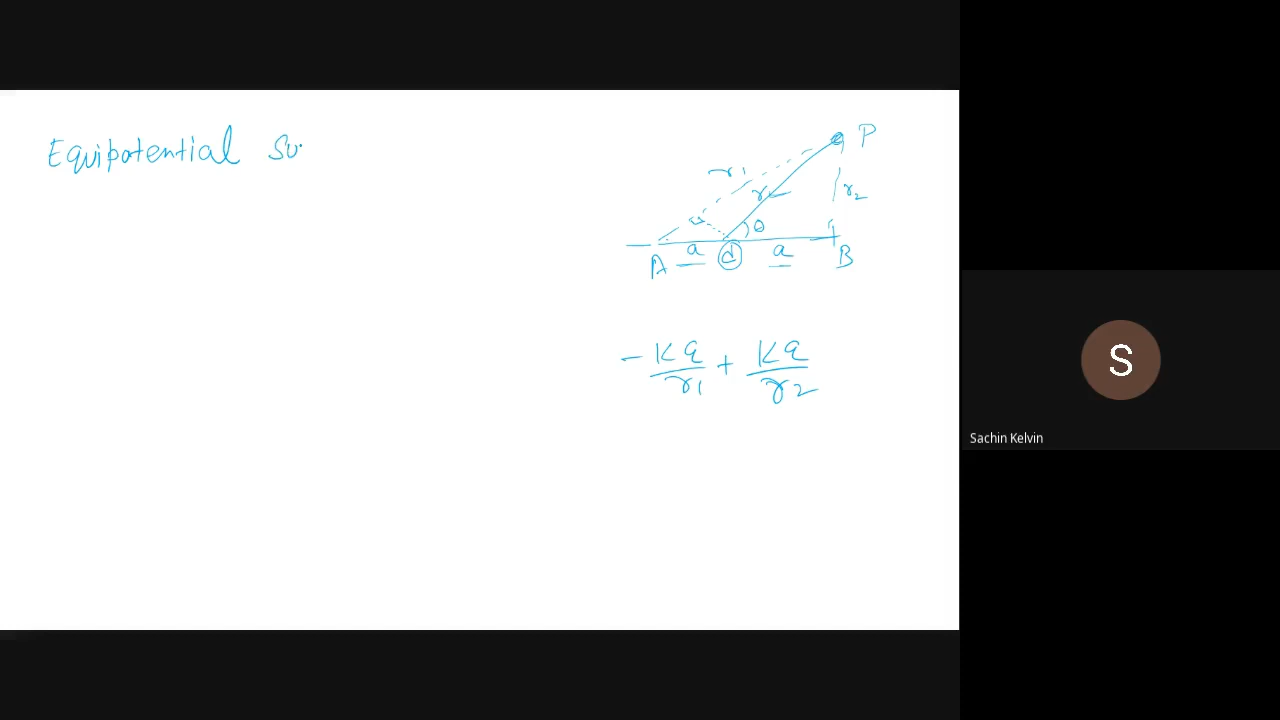 Equipotential Su
P
r1
r
r2
θ
a
a
A
d
B
- Kq/r1 + Kq/r2
S
Sachin Kelvin